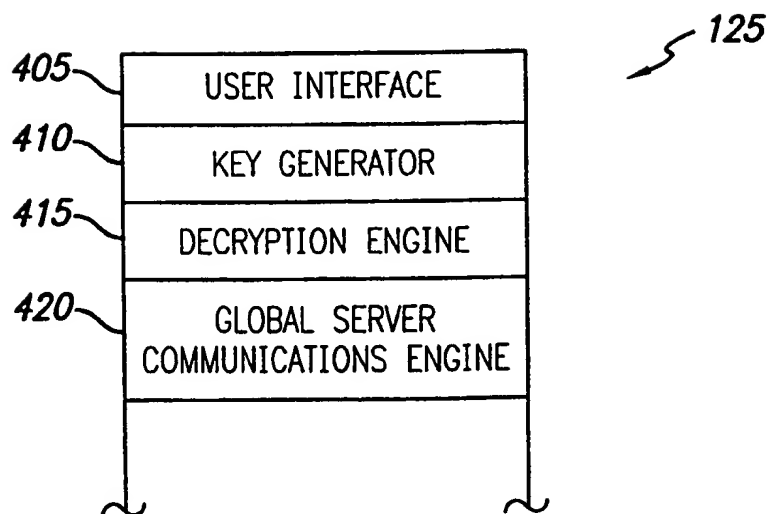 125
405 USER INTERFACE
410 KEY GENERATOR
415 DECRYPTION ENGINE
420 GLOBAL SERVER
COMMUNICATIONS ENGINE